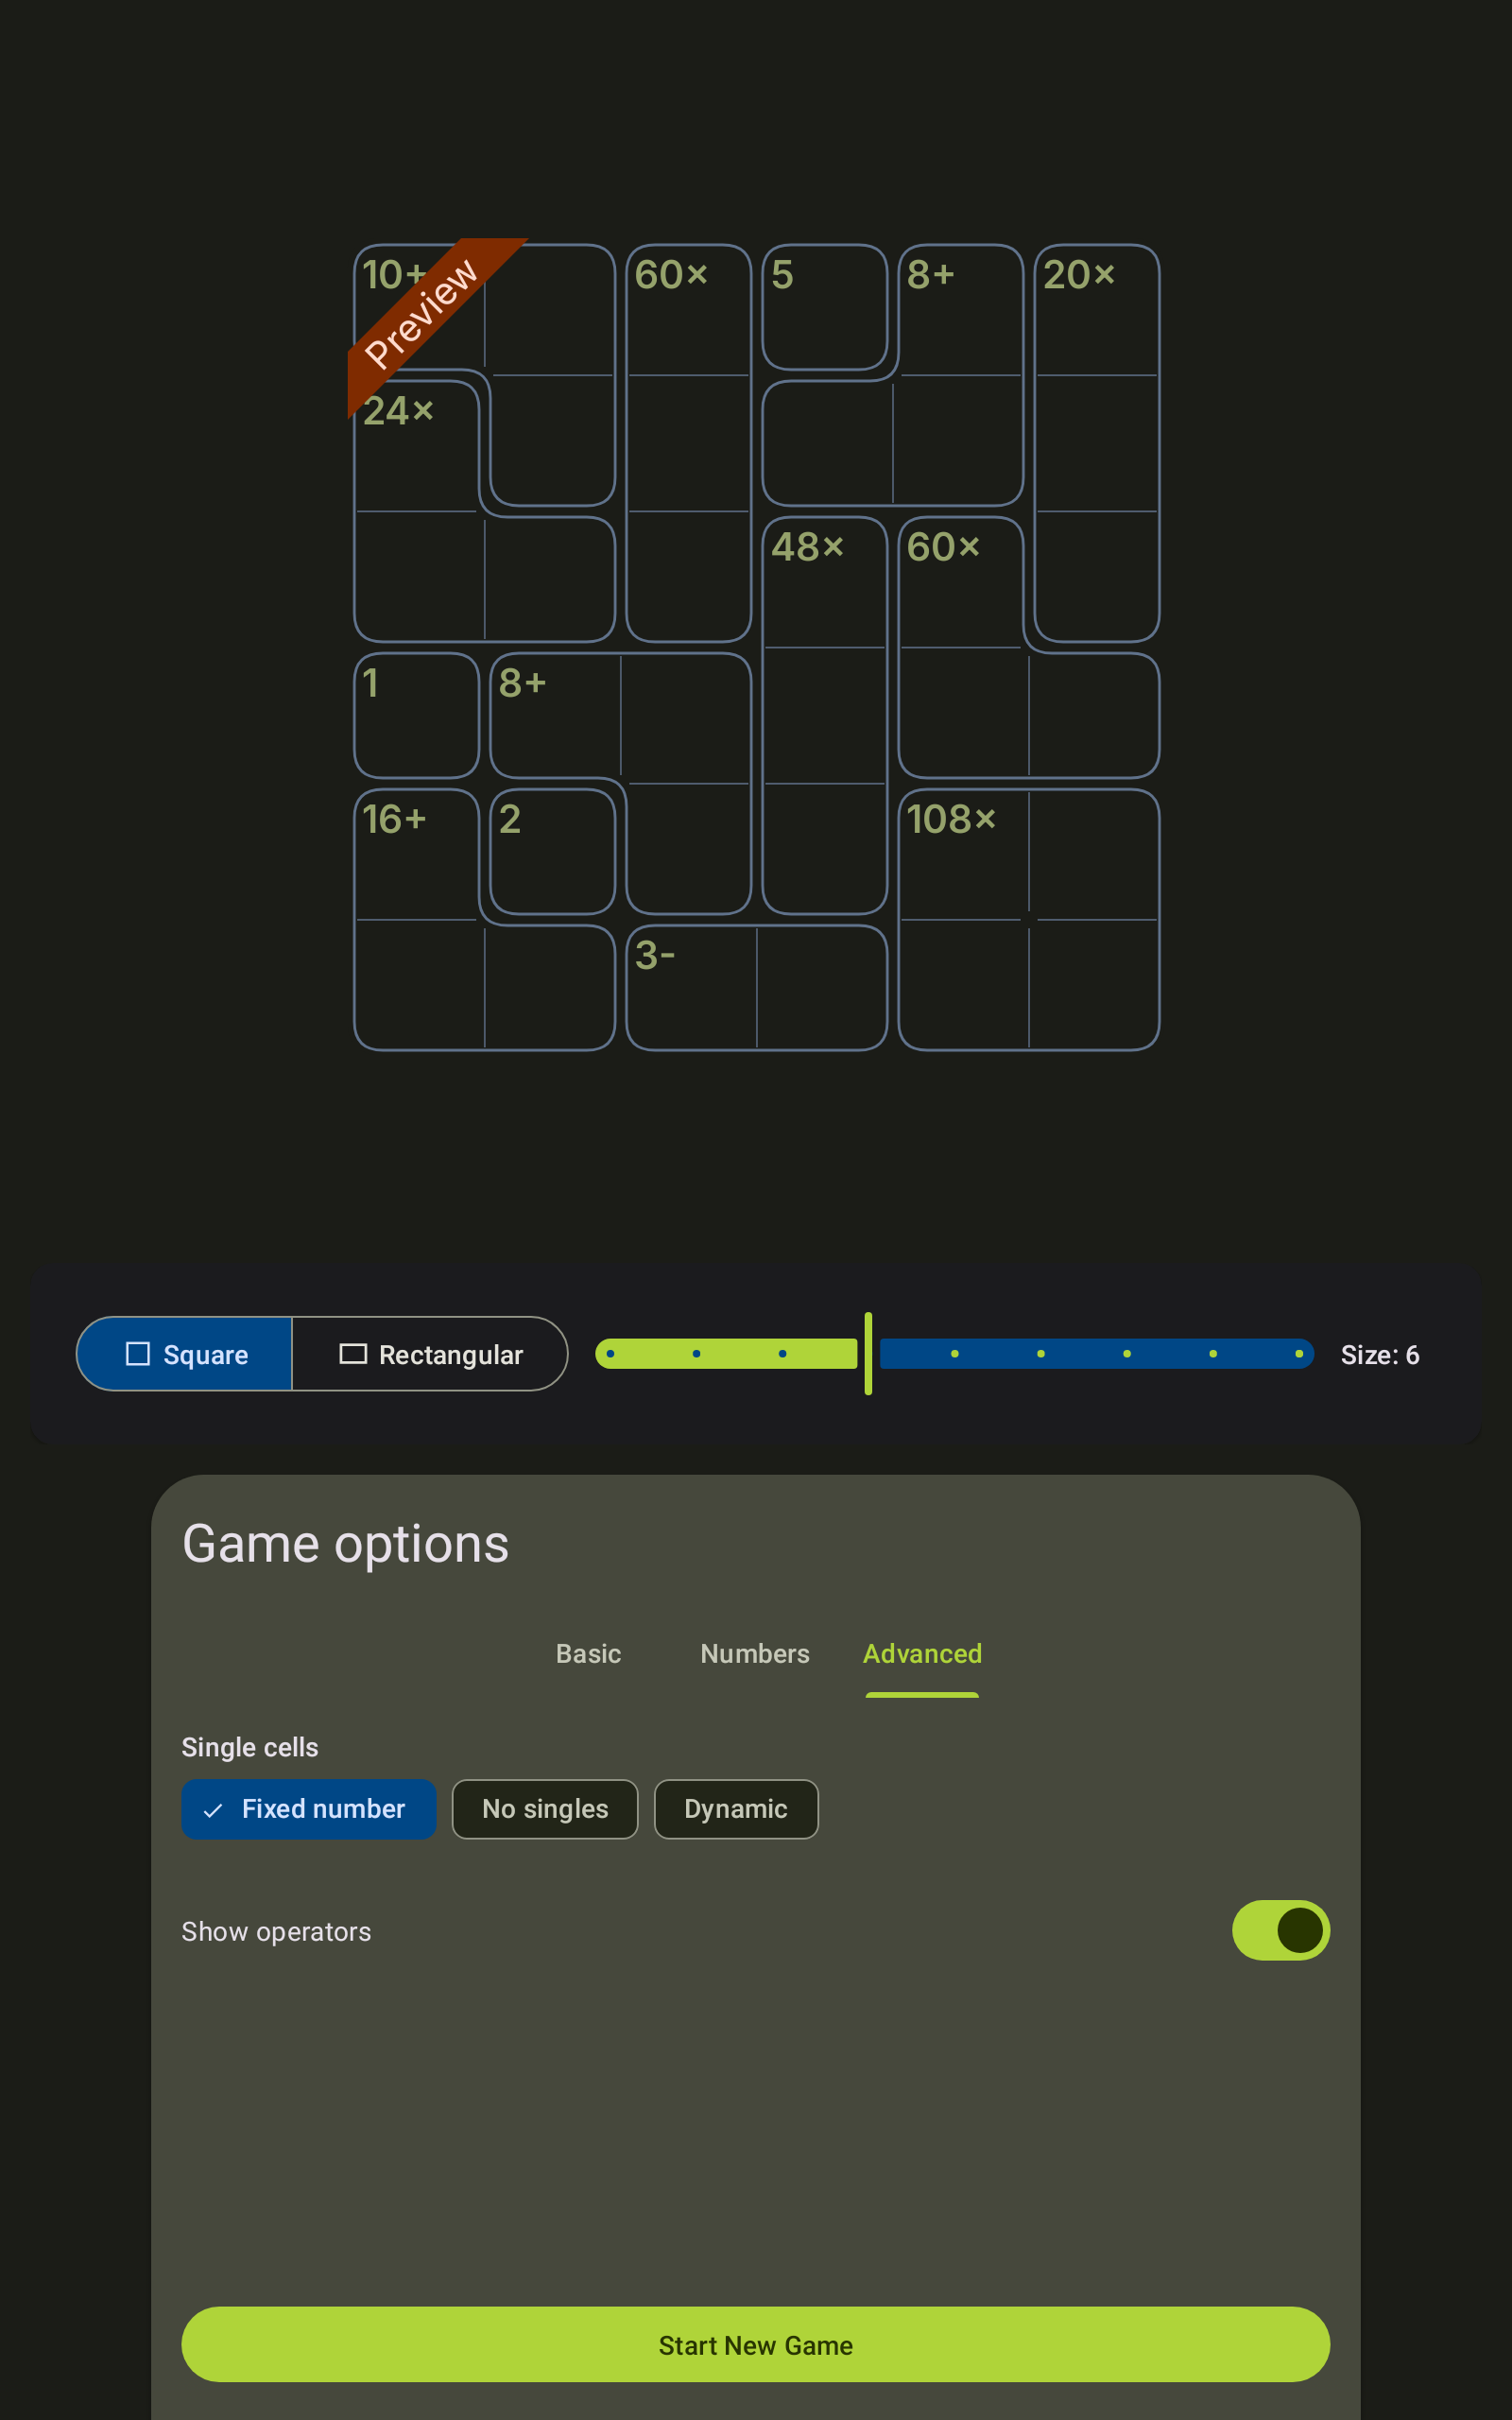 10+ 60× 5 8+ 20×
Preview
24×
48× 60×
1 8+
16+ 2 108×
3-
Square Rectangular Size: 6
Game options
Basic Numbers Advanced
Single cells
Fixed number No singles Dynamic
Show operators
Start New Game